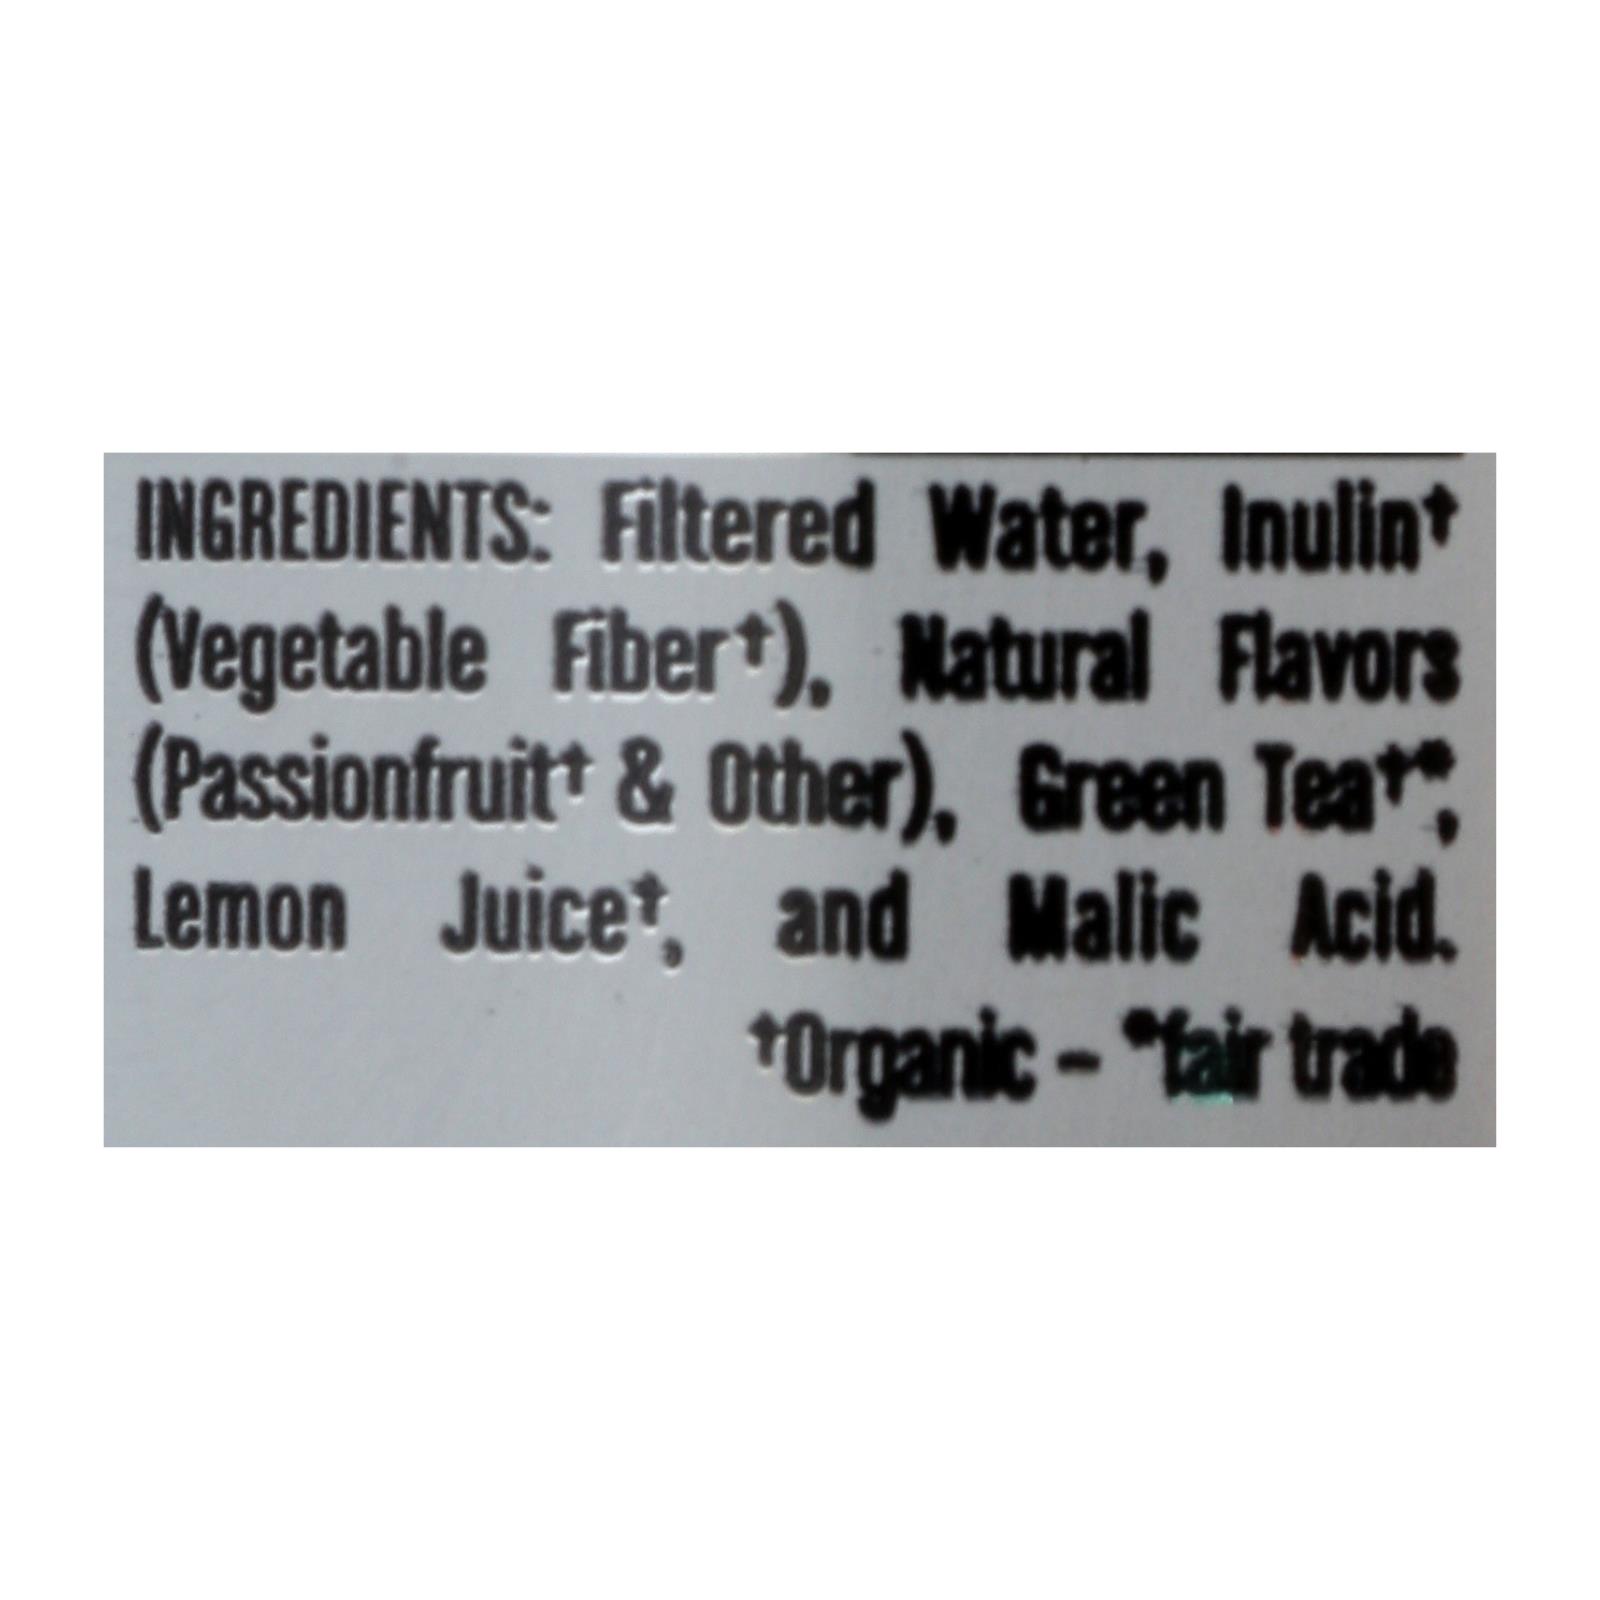 INGREDIENTS: Filtered Water, Inulin†
(Vegetable Fiber†), Natural Flavors
(Passionfruit† & Other), Green Tea†*,
Lemon Juice†, and Malic Acid.
†Organic – *fair trade